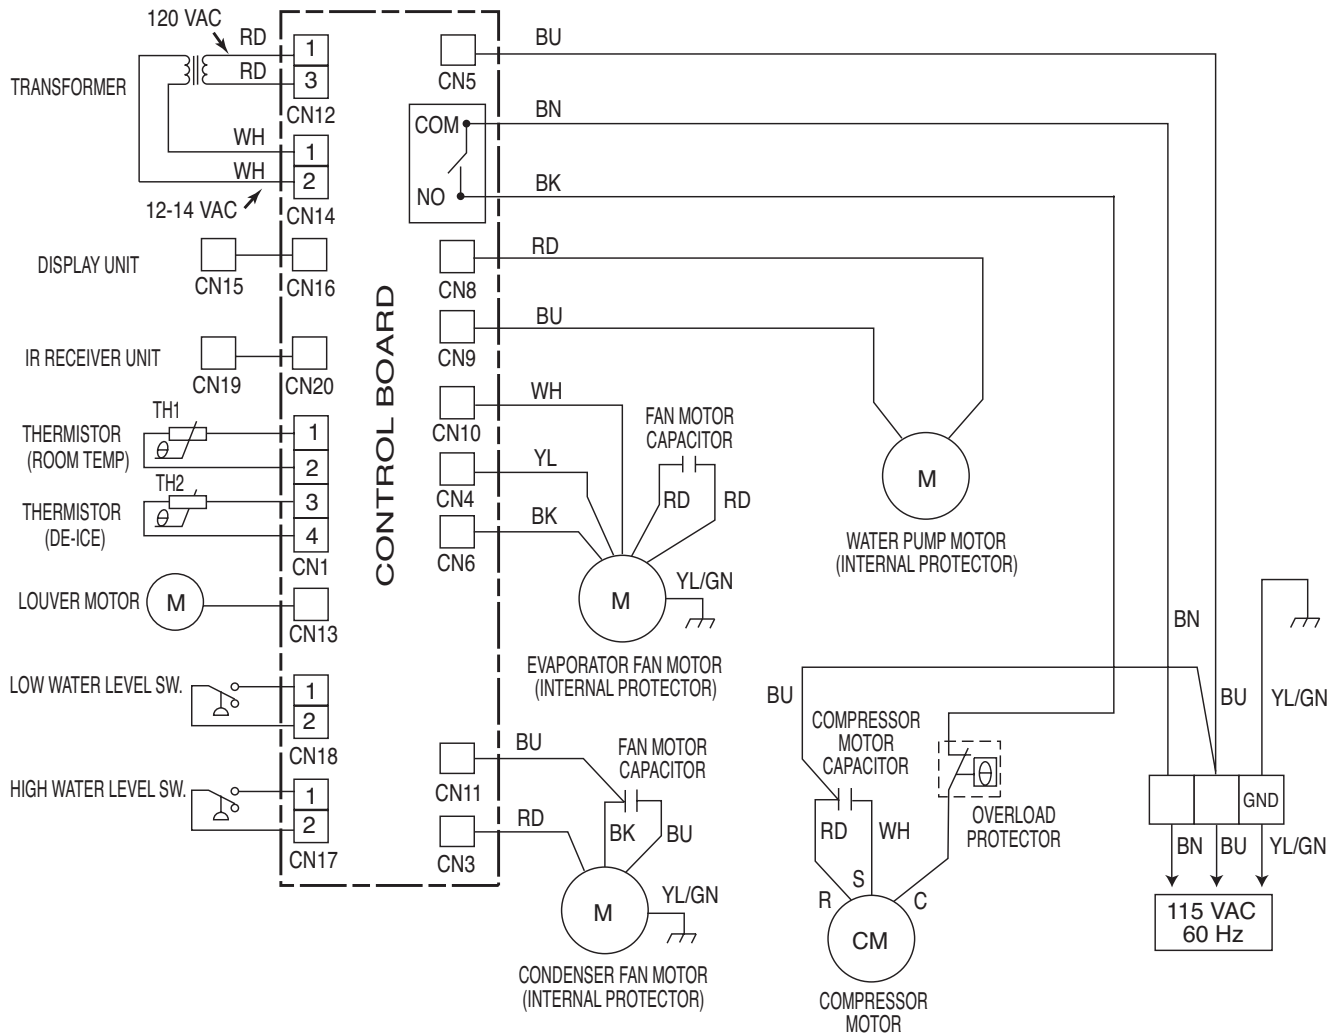 120 VAC
RD
RD
TRANSFORMER
1
3
CN12
WH
WH
1
2
CN14
12-14 VAC
DISPLAY UNIT
CN15
CN16
IR RECEIVER UNIT
CN19
CN20
TH1
THERMISTOR
(ROOM TEMP)
θ
1
2
TH2
THERMISTOR
(DE-ICE)
θ
3
4
CN1
LOUVER MOTOR
M
CN13
LOW WATER LEVEL SW.
1
2
CN18
HIGH WATER LEVEL SW.
1
2
CN17
CONTROL BOARD
CN5
BU
COM
NO
BN
BK
CN8
RD
CN9
BU
CN10
WH
CN4
YL
CN6
BK
FAN MOTOR
CAPACITOR
RD
RD
M
YL/GN
EVAPORATOR FAN MOTOR
(INTERNAL PROTECTOR)
M
WATER PUMP MOTOR
(INTERNAL PROTECTOR)
CN11
BU
CN3
RD
FAN MOTOR
CAPACITOR
BK
BU
M
YL/GN
CONDENSER FAN MOTOR
(INTERNAL PROTECTOR)
BU
COMPRESSOR
MOTOR
CAPACITOR
RD
WH
θ
OVERLOAD
PROTECTOR
R
S
C
CM
COMPRESSOR
MOTOR
BN
BU
YL/GN
GND
BN
BU
YL/GN
115 VAC
60 Hz